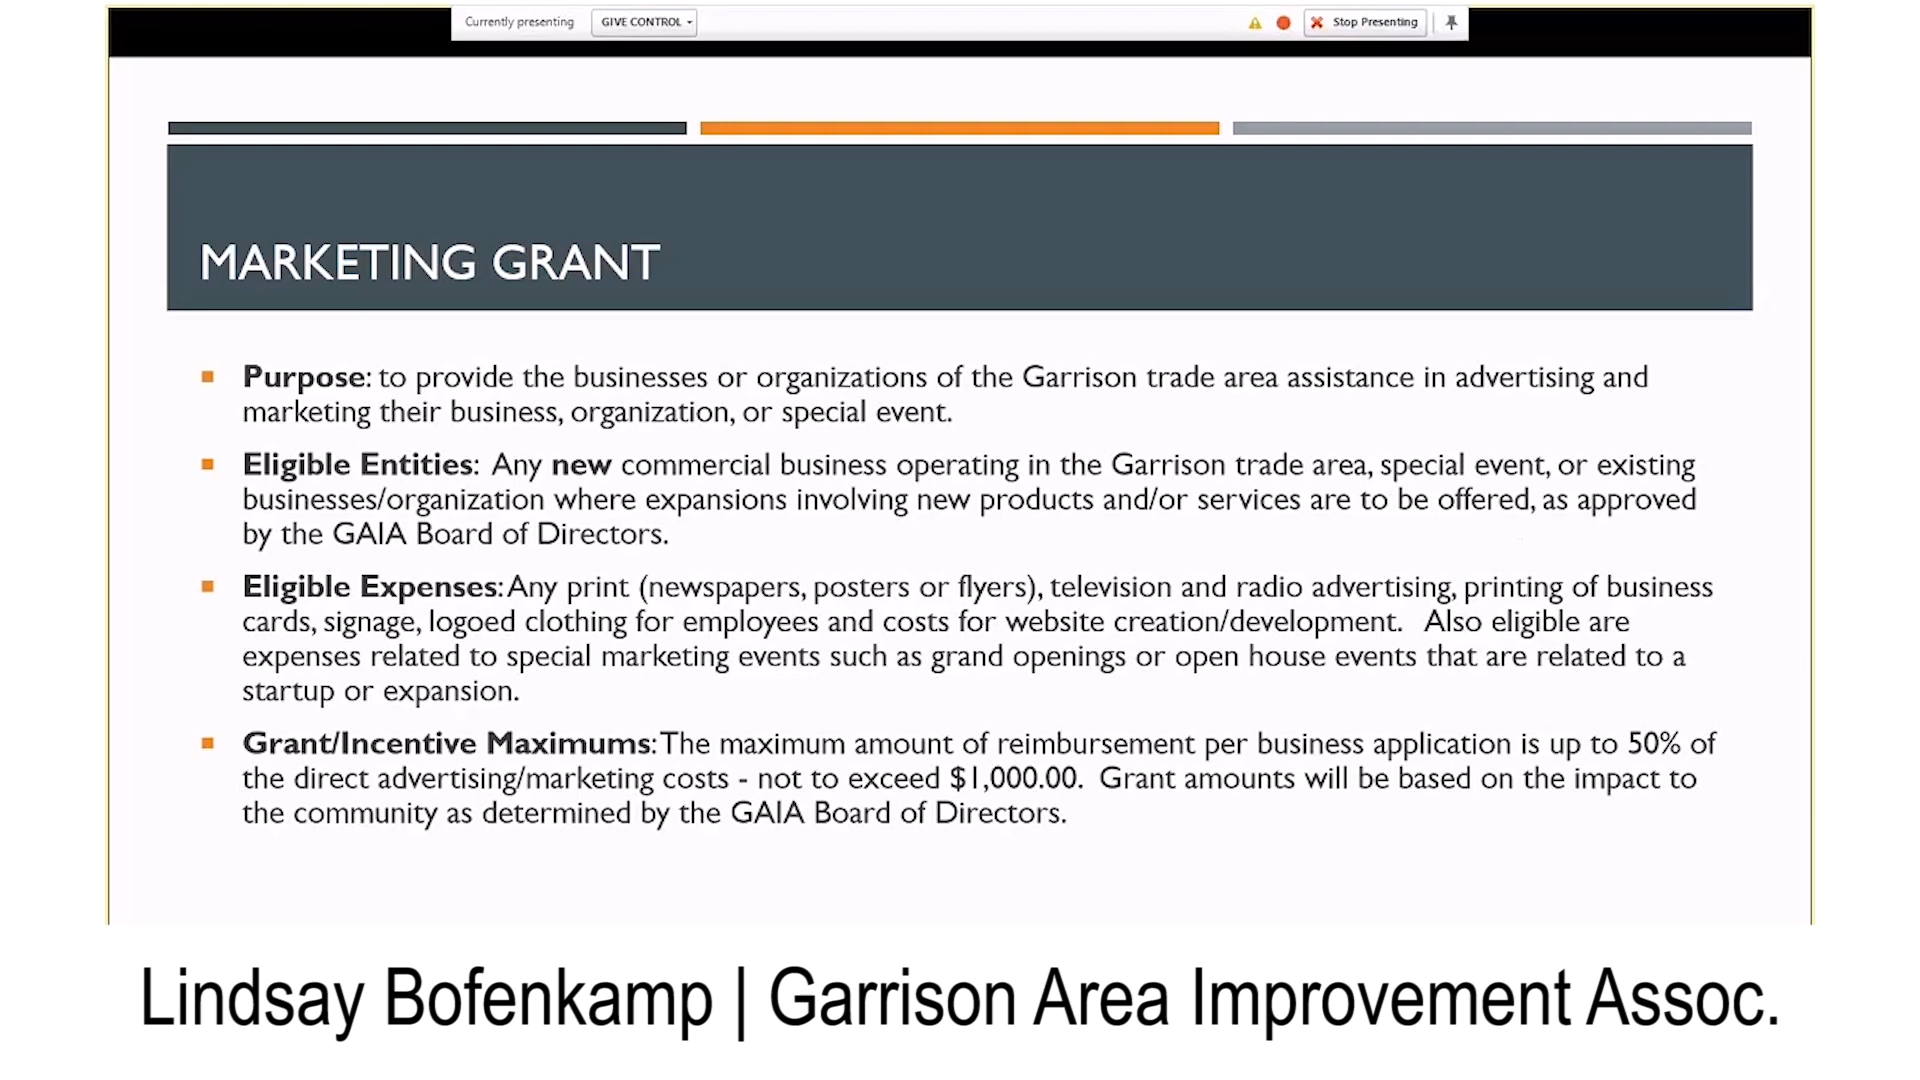 Currently presenting GIVE CONTROL Stop Presenting
MARKETING GRANT
Purpose: to provide the businesses or organizations of the Garrison trade area assistance in advertising and
marketing their business, organization, or special event.
Eligible Entities: Any new commercial business operating in the Garrison trade area, special event, or existing
businesses/organization where expansions involving new products and/or services are to be offered, as approved
by the GAIA Board of Directors.
Eligible Expenses: Any print (newspapers, posters or flyers), television and radio advertising, printing of business
cards, signage, logoed clothing for employees and costs for website creation/development. Also eligible are
expenses related to special marketing events such as grand openings or open house events that are related to a
startup or expansion.
Grant/Incentive Maximums: The maximum amount of reimbursement per business application is up to 50% of
the direct advertising/marketing costs - not to exceed $1,000.00. Grant amounts will be based on the impact to
the community as determined by the GAIA Board of Directors.
Lindsay Bofenkamp | Garrison Area Improvement Assoc.